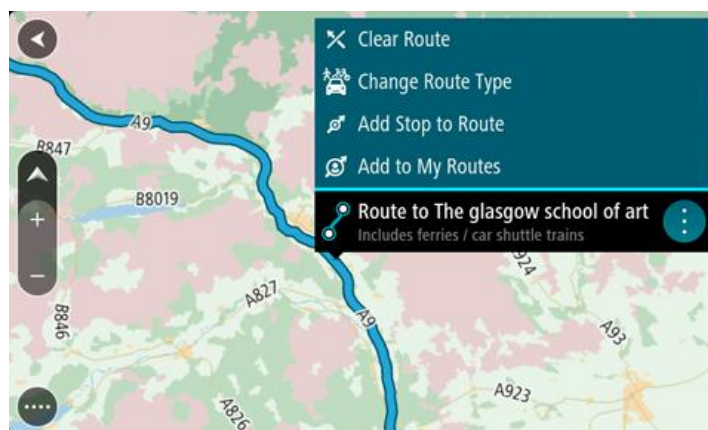 Clear Route
Change Route Type
Add Stop to Route
Add to My Routes
Route to The glasgow school of art
Includes ferries / car shuttle trains
A9
B847
B8019
A827
B846
A9
924
A93
A923
A826